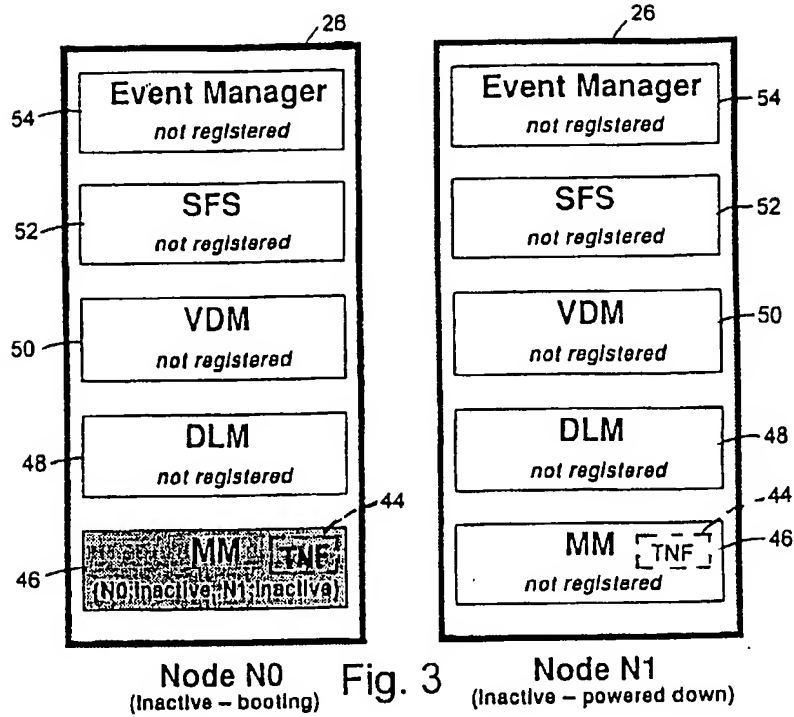 26
Event Manager
not registered
54
SFS
not registered
52
VDM
not registered
50
DLM
not registered
48
44
MM
TNF
46
(N0:Inactive; N1:Inactive)
Node N0
(Inactive – booting)
Fig. 3
26
Event Manager
not registered
54
SFS
not registered
52
VDM
not registered
50
DLM
not registered
48
44
MM
TNF
46
not registered
Node N1
(Inactive – powered down)